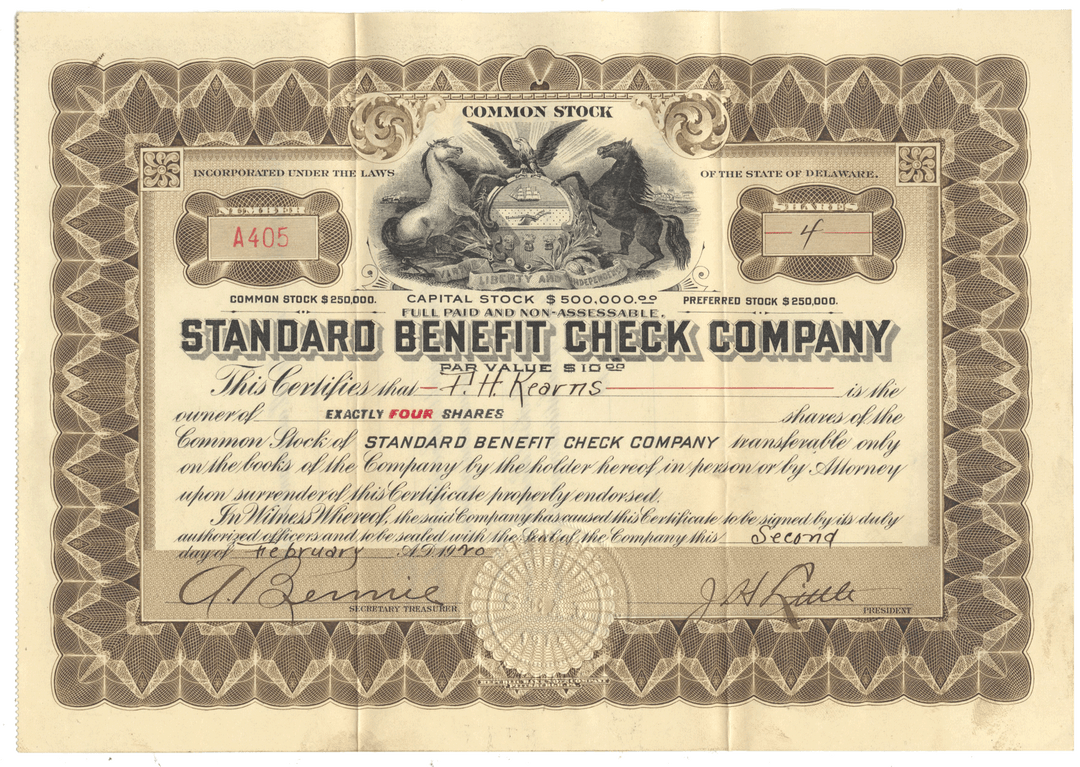 COMMON STOCK
INCORPORATED UNDER THE LAWS OF THE STATE OF DELAWARE.
NUMBER SHARES
A405 4
LIBERTY AND INDEPENDENCE
COMMON STOCK $250,000. CAPITAL STOCK $500,000.00 PREFERRED STOCK $250,000.
FULL PAID AND NON-ASSESSABLE.
STANDARD BENEFIT CHECK COMPANY
PAR VALUE $10.00
This Certifies that F. H. Kearns is the
owner of EXACTLY FOUR SHARES shares of the
Common Stock of STANDARD BENEFIT CHECK COMPANY transferable only
on the books of the Company by the holder hereof in person or by Attorney
upon surrender of this Certificate properly endorsed.
In Witness Whereof, the said Company has caused this Certificate to be signed by its duly
authorized officers and to be sealed with the Seal of the Company this Second
day of February A.D. 1920
A. Rennie J H Little
SECRETARY TREASURER. PRESIDENT